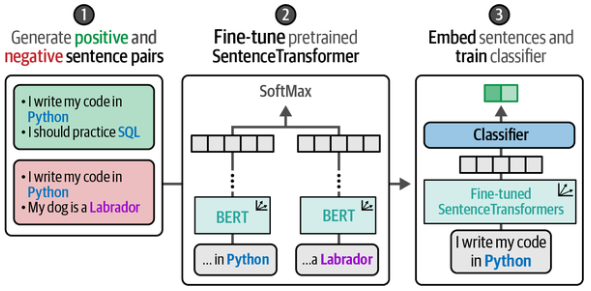 1
Generate positive and
negative sentence pairs
• I write my code in
Python
• I should practice SQL
• I write my code in
Python
• My dog is a Labrador
2
Fine-tune pretrained
SentenceTransformer
SoftMax
BERT
BERT
... in Python
...a Labrador
3
Embed sentences and
train classifier
Classifier
Fine-tuned
SentenceTransformers
I write my code
in Python